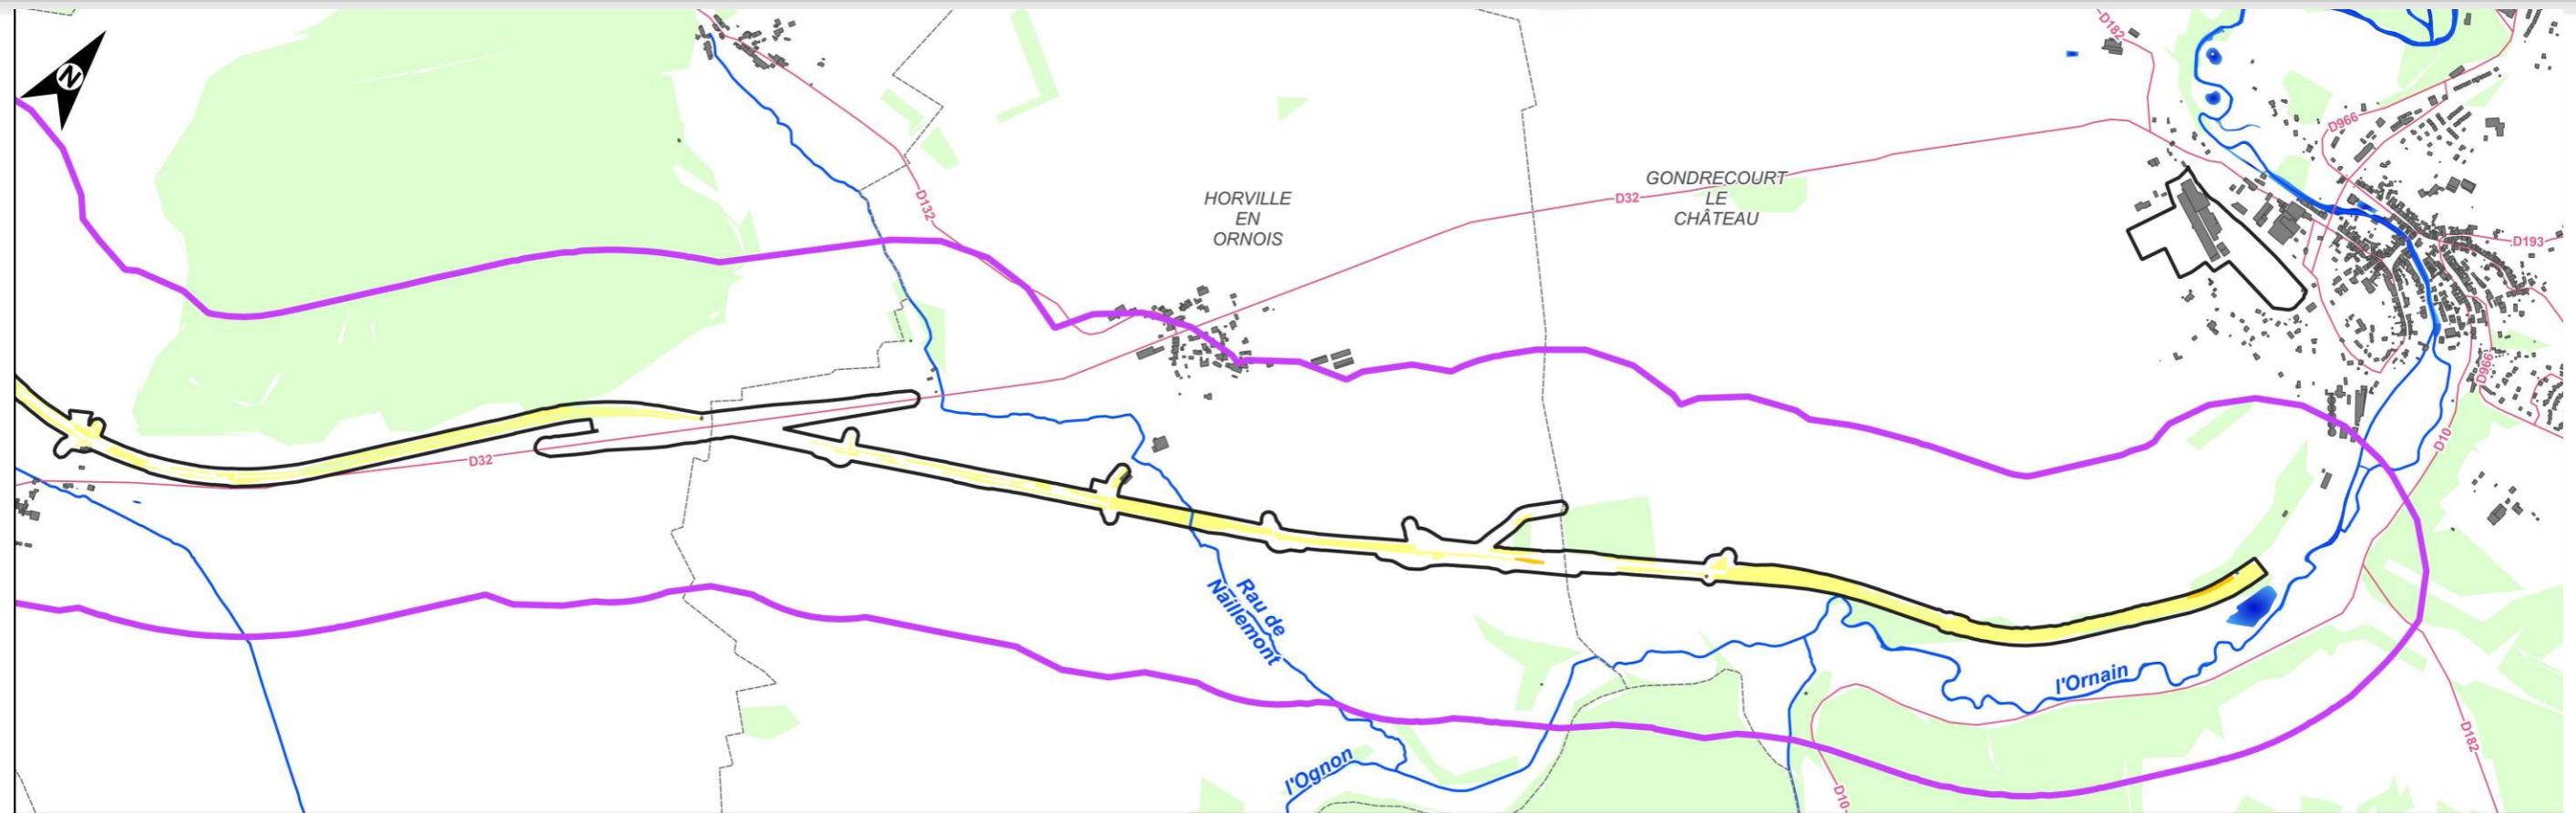 N
D182
D966
D132
HORVILLE
EN
ORNOIS
GONDRECOURT
LE
CHÂTEAU
D32
D193
D966
D10
D32
Rau de
Naillemont
l'Ornain
D182
l'Ognon
D10